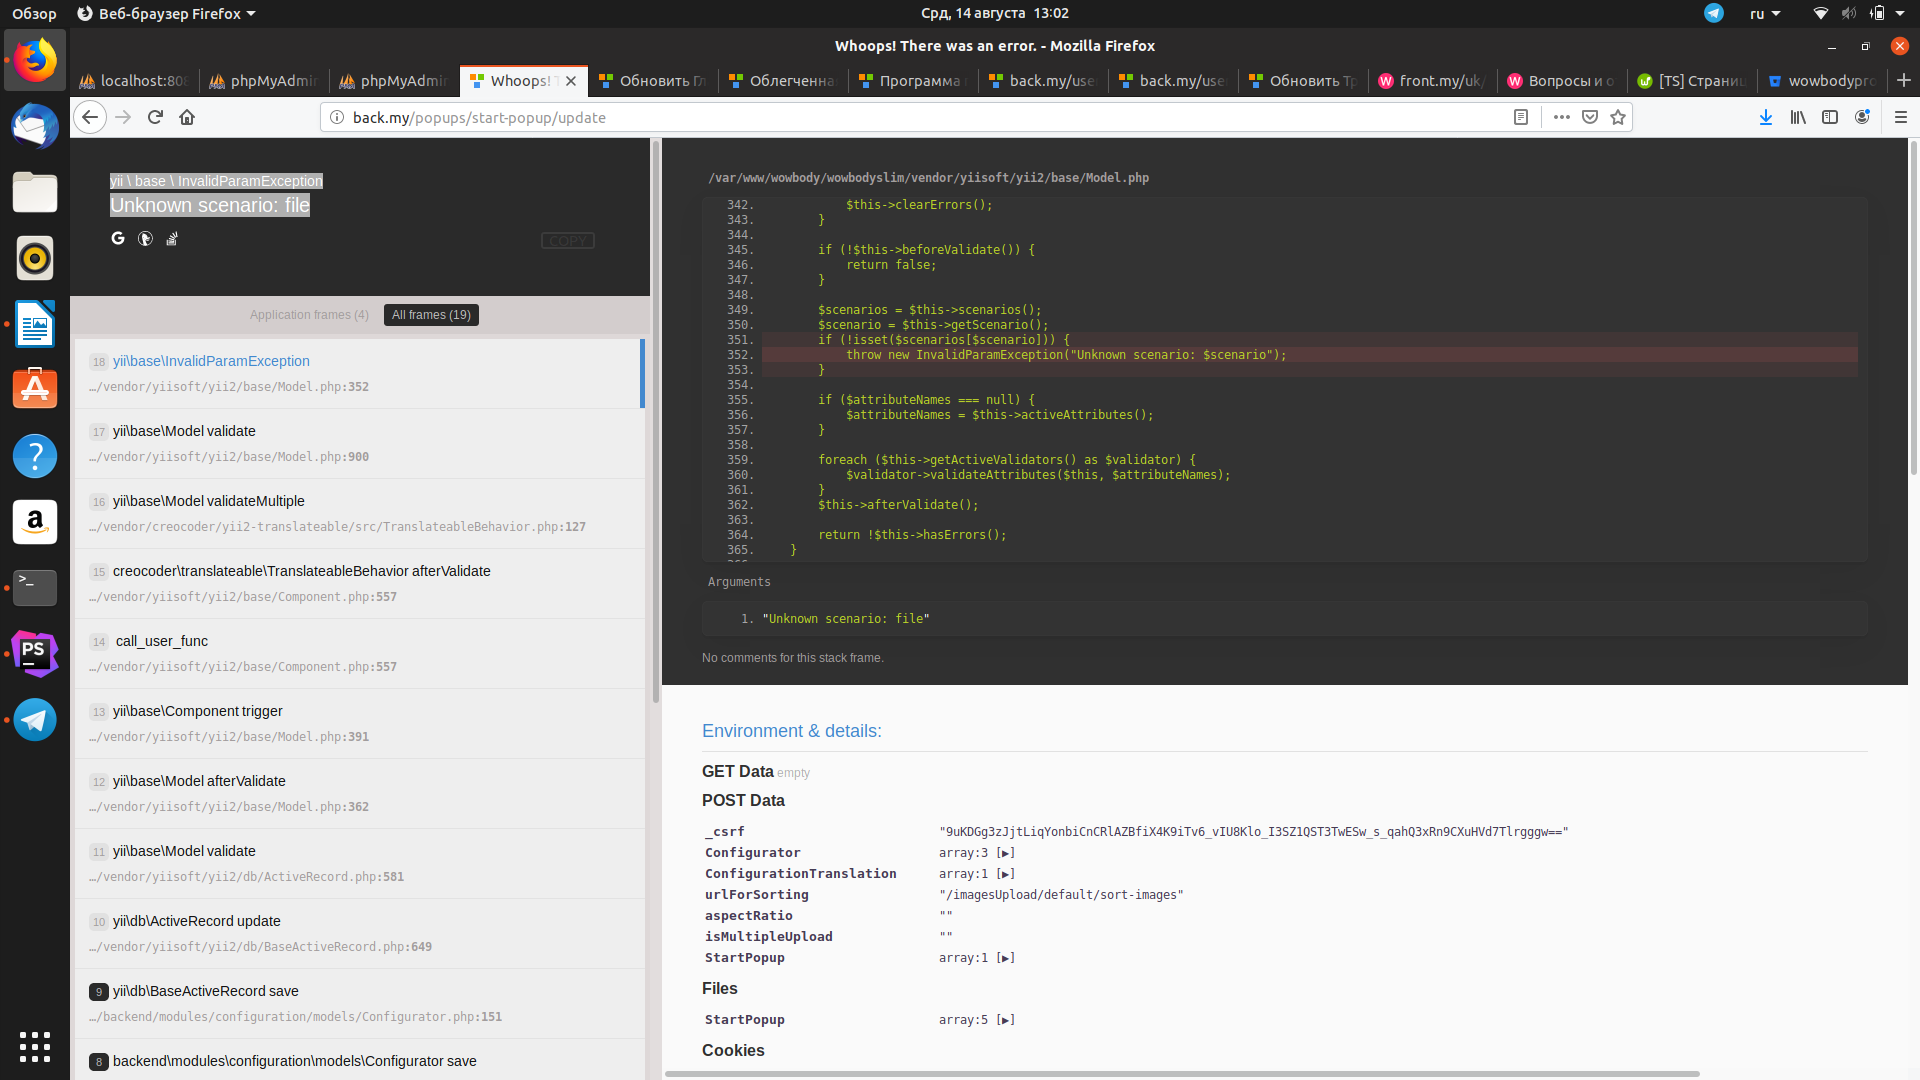 Обзор
Веб-браузер Firefox
Срд, 14 августа 13:02
ru
Whoops! There was an error. - Mozilla Firefox
localhost:808
phpMyAdmin
phpMyAdmin
Whoops! T
Обновить Гл
Облегченна
Программа
back.my/use
back.my/use
Обновить Тр
front.my/uk/
Вопросы и о
[TS] Страниц
wowbodypro
back.my/popups/start-popup/update
yii \ base \ InvalidParamException
Unknown scenario: file
COPY
Application frames (4)
All frames (19)
18 yii\base\InvalidParamException
…/vendor/yiisoft/yii2/base/Model.php:352
17 yii\base\Model validate
…/vendor/yiisoft/yii2/base/Model.php:900
16 yii\base\Model validateMultiple
…/vendor/creocoder/yii2-translateable/src/TranslateableBehavior.php:127
15 creocoder\translateable\TranslateableBehavior afterValidate
…/vendor/yiisoft/yii2/base/Component.php:557
14 call_user_func
…/vendor/yiisoft/yii2/base/Component.php:557
13 yii\base\Component trigger
…/vendor/yiisoft/yii2/base/Model.php:391
12 yii\base\Model afterValidate
…/vendor/yiisoft/yii2/base/Model.php:362
11 yii\base\Model validate
…/vendor/yiisoft/yii2/db/ActiveRecord.php:581
10 yii\db\ActiveRecord update
…/vendor/yiisoft/yii2/db/BaseActiveRecord.php:649
9 yii\db\BaseActiveRecord save
…/backend/modules/configuration/models/Configurator.php:151
8 backend\modules\configuration\models\Configurator save
/var/www/wowbody/wowbodyslim/vendor/yiisoft/yii2/base/Model.php
342. $this->clearErrors();
343. }
344.
345. if (!$this->beforeValidate()) {
346. return false;
347. }
348.
349. $scenarios = $this->scenarios();
350. $scenario = $this->getScenario();
351. if (!isset($scenarios[$scenario])) {
352. throw new InvalidParamException("Unknown scenario: $scenario");
353. }
354.
355. if ($attributeNames === null) {
356. $attributeNames = $this->activeAttributes();
357. }
358.
359. foreach ($this->getActiveValidators() as $validator) {
360. $validator->validateAttributes($this, $attributeNames);
361. }
362. $this->afterValidate();
363.
364. return !$this->hasErrors();
365. }
Arguments
1. "Unknown scenario: file"
No comments for this stack frame.
Environment & details:
GET Data empty
POST Data
_csrf "9uKDGg3zJjtLiqYonbiCnCRlAZBfiX4K9iTv6_vIU8Klo_I3SZ1QST3TwESw_s_qahQ3xRn9CXuHVd7Tlrgggw=="
Configurator array:3 [▶]
ConfigurationTranslation array:1 [▶]
urlForSorting "/imagesUpload/default/sort-images"
aspectRatio ""
isMultipleUpload ""
StartPopup array:1 [▶]
Files
StartPopup array:5 [▶]
Cookies